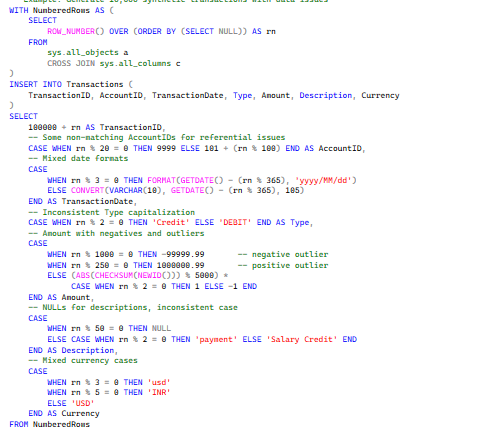 -- Example: Generate 10,000 synthetic transactions with data issues
WITH NumberedRows AS (
    SELECT
        ROW_NUMBER() OVER (ORDER BY (SELECT NULL)) AS rn
    FROM
        sys.all_objects a
        CROSS JOIN sys.all_columns c
)
INSERT INTO Transactions (
    TransactionID, AccountID, TransactionDate, Type, Amount, Description, Currency
)
SELECT
    100000 + rn AS TransactionID,
    -- Some non-matching AccountIDs for referential issues
    CASE WHEN rn % 20 = 0 THEN 9999 ELSE 101 + (rn % 100) END AS AccountID,
    -- Mixed date formats
    CASE
        WHEN rn % 3 = 0 THEN FORMAT(GETDATE() - (rn % 365), 'yyyy/MM/dd')
        ELSE CONVERT(VARCHAR(10), GETDATE() - (rn % 365), 105)
    END AS TransactionDate,
    -- Inconsistent Type capitalization
    CASE WHEN rn % 2 = 0 THEN 'Credit' ELSE 'DEBIT' END AS Type,
    -- Amount with negatives and outliers
    CASE
        WHEN rn % 1000 = 0 THEN -99999.99 -- negative outlier
        WHEN rn % 250 = 0 THEN 1000000.99 -- positive outlier
        ELSE (ABS(CHECKSUM(NEWID())) % 5000) *
            CASE WHEN rn % 2 = 0 THEN 1 ELSE -1 END
    END AS Amount,
    -- NULLs for descriptions, inconsistent case
    CASE
        WHEN rn % 50 = 0 THEN NULL
        ELSE CASE WHEN rn % 2 = 0 THEN 'payment' ELSE 'Salary Credit' END
    END AS Description,
    -- Mixed currency cases
    CASE
        WHEN rn % 3 = 0 THEN 'usd'
        WHEN rn % 5 = 0 THEN 'INR'
        ELSE 'USD'
    END AS Currency
FROM NumberedRows